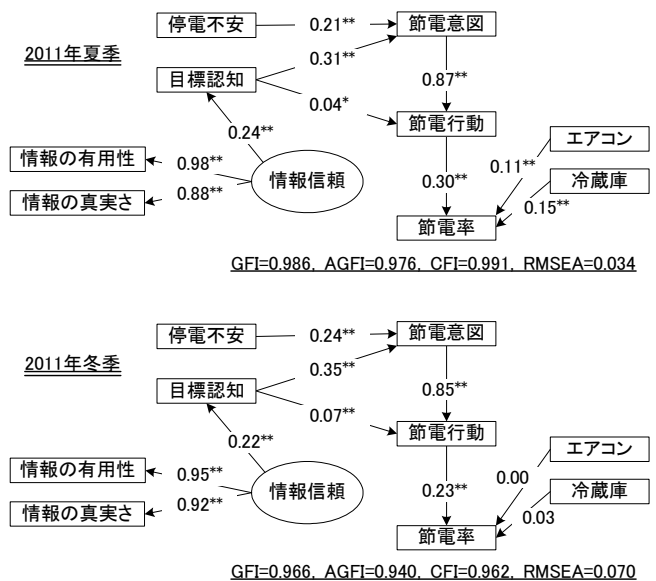 停電不安
0.21**
節電意図
2011年夏季
0.31**
目標認知
0.87**
0.04*
節電行動
0.24**
エアコン
情報の有用性
0.98**
0.11**
情報信頼
0.30**
冷蔵庫
0.88**
情報の真実さ
0.15**
節電率
GFI=0.986, AGFI=0.976, CFI=0.991, RMSEA=0.034
停電不安
0.24**
節電意図
2011年冬季
0.35**
目標認知
0.85**
0.07**
節電行動
0.22**
エアコン
情報の有用性
0.95**
0.00
情報信頼
0.23**
冷蔵庫
0.92**
情報の真実さ
0.03
節電率
GFI=0.966, AGFI=0.940, CFI=0.962, RMSEA=0.070